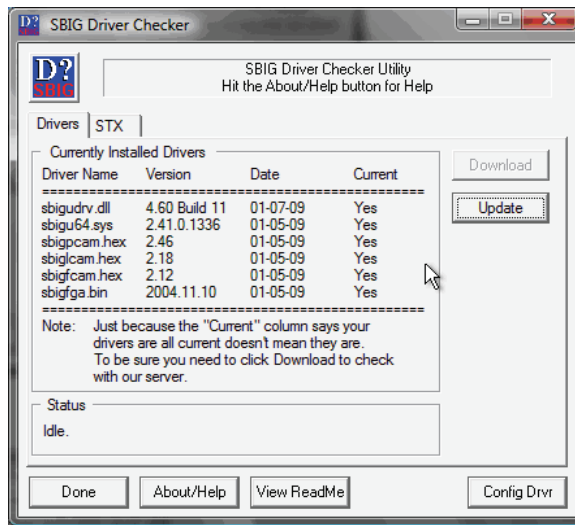 D? SBIG Driver Checker
D?
SBIG
SBIG Driver Checker Utility
Hit the About/Help button for Help
Drivers STX
Currently Installed Drivers
Driver Name Version Date Current
================================================
sbigudrv.dll 4.60 Build 11 01-07-09 Yes
sbigu64.sys 2.41.0.1336 01-05-09 Yes
sbigpcam.hex 2.46 01-05-09 Yes
sbiglcam.hex 2.18 01-05-09 Yes
sbigfcam.hex 2.12 01-05-09 Yes
sbigfga.bin 2004.11.10 01-05-09 Yes
================================================
Note: Just because the "Current" column says your
drivers are all current doesn't mean they are.
To be sure you need to click Download to check
with our server.
Download
Update
Status
Idle.
Done About/Help View ReadMe Config Drvr